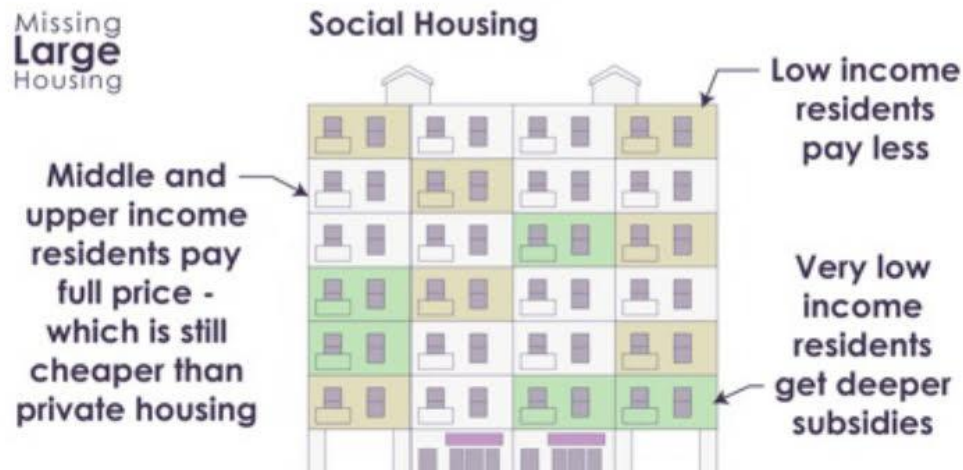 Missing
Large
Housing
Social Housing
Low income
residents
pay less
Middle and
upper income
residents pay
full price -
which is still
cheaper than
private housing
Very low
income
residents
get deeper
subsidies